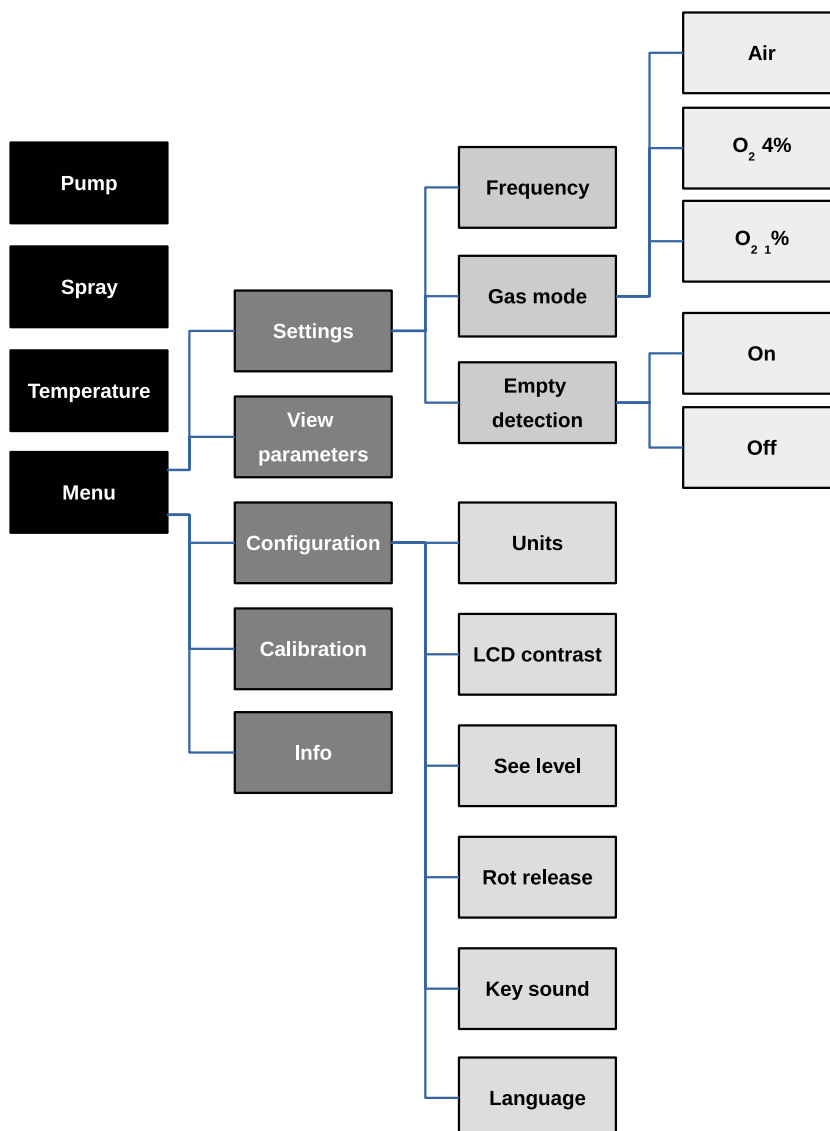 Pump
Spray
Temperature
Menu
Settings
View
parameters
Configuration
Calibration
Info
Frequency
Gas mode
Empty
detection
Units
LCD contrast
See level
Rot release
Key sound
Language
Air
O₂ 4%
O₂ ₁%
On
Off